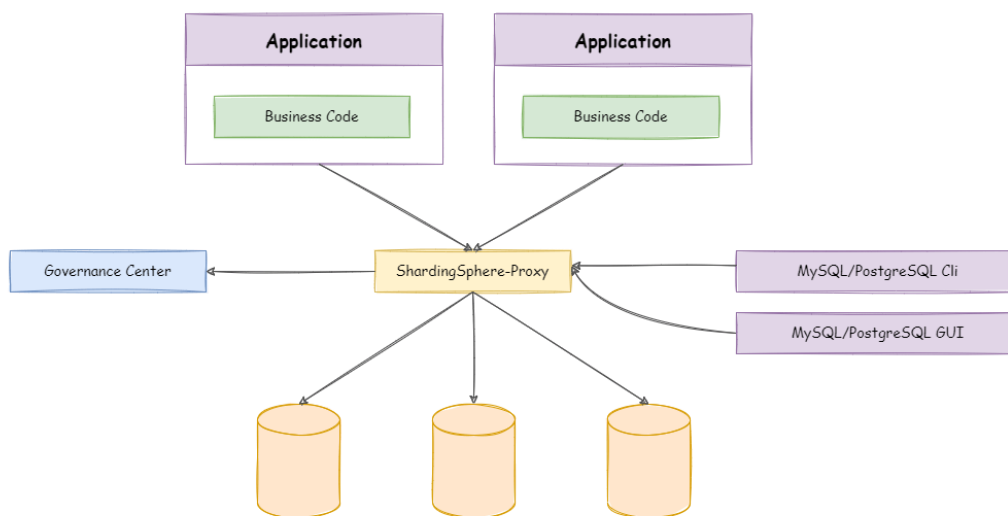 Application
Application
Business Code
Business Code
Governance Center
ShardingSphere-Proxy
MySQL/PostgreSQL Cli
MySQL/PostgreSQL GUI